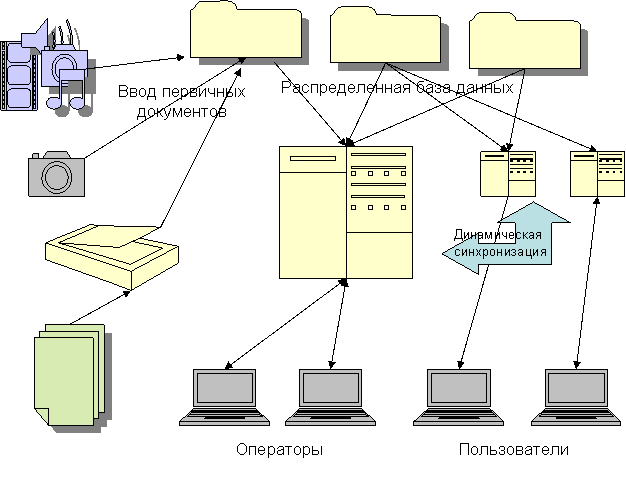 Ввод первичных
документов
Распределенная база данных
Динамическая
синхронизация
Операторы
Пользователи